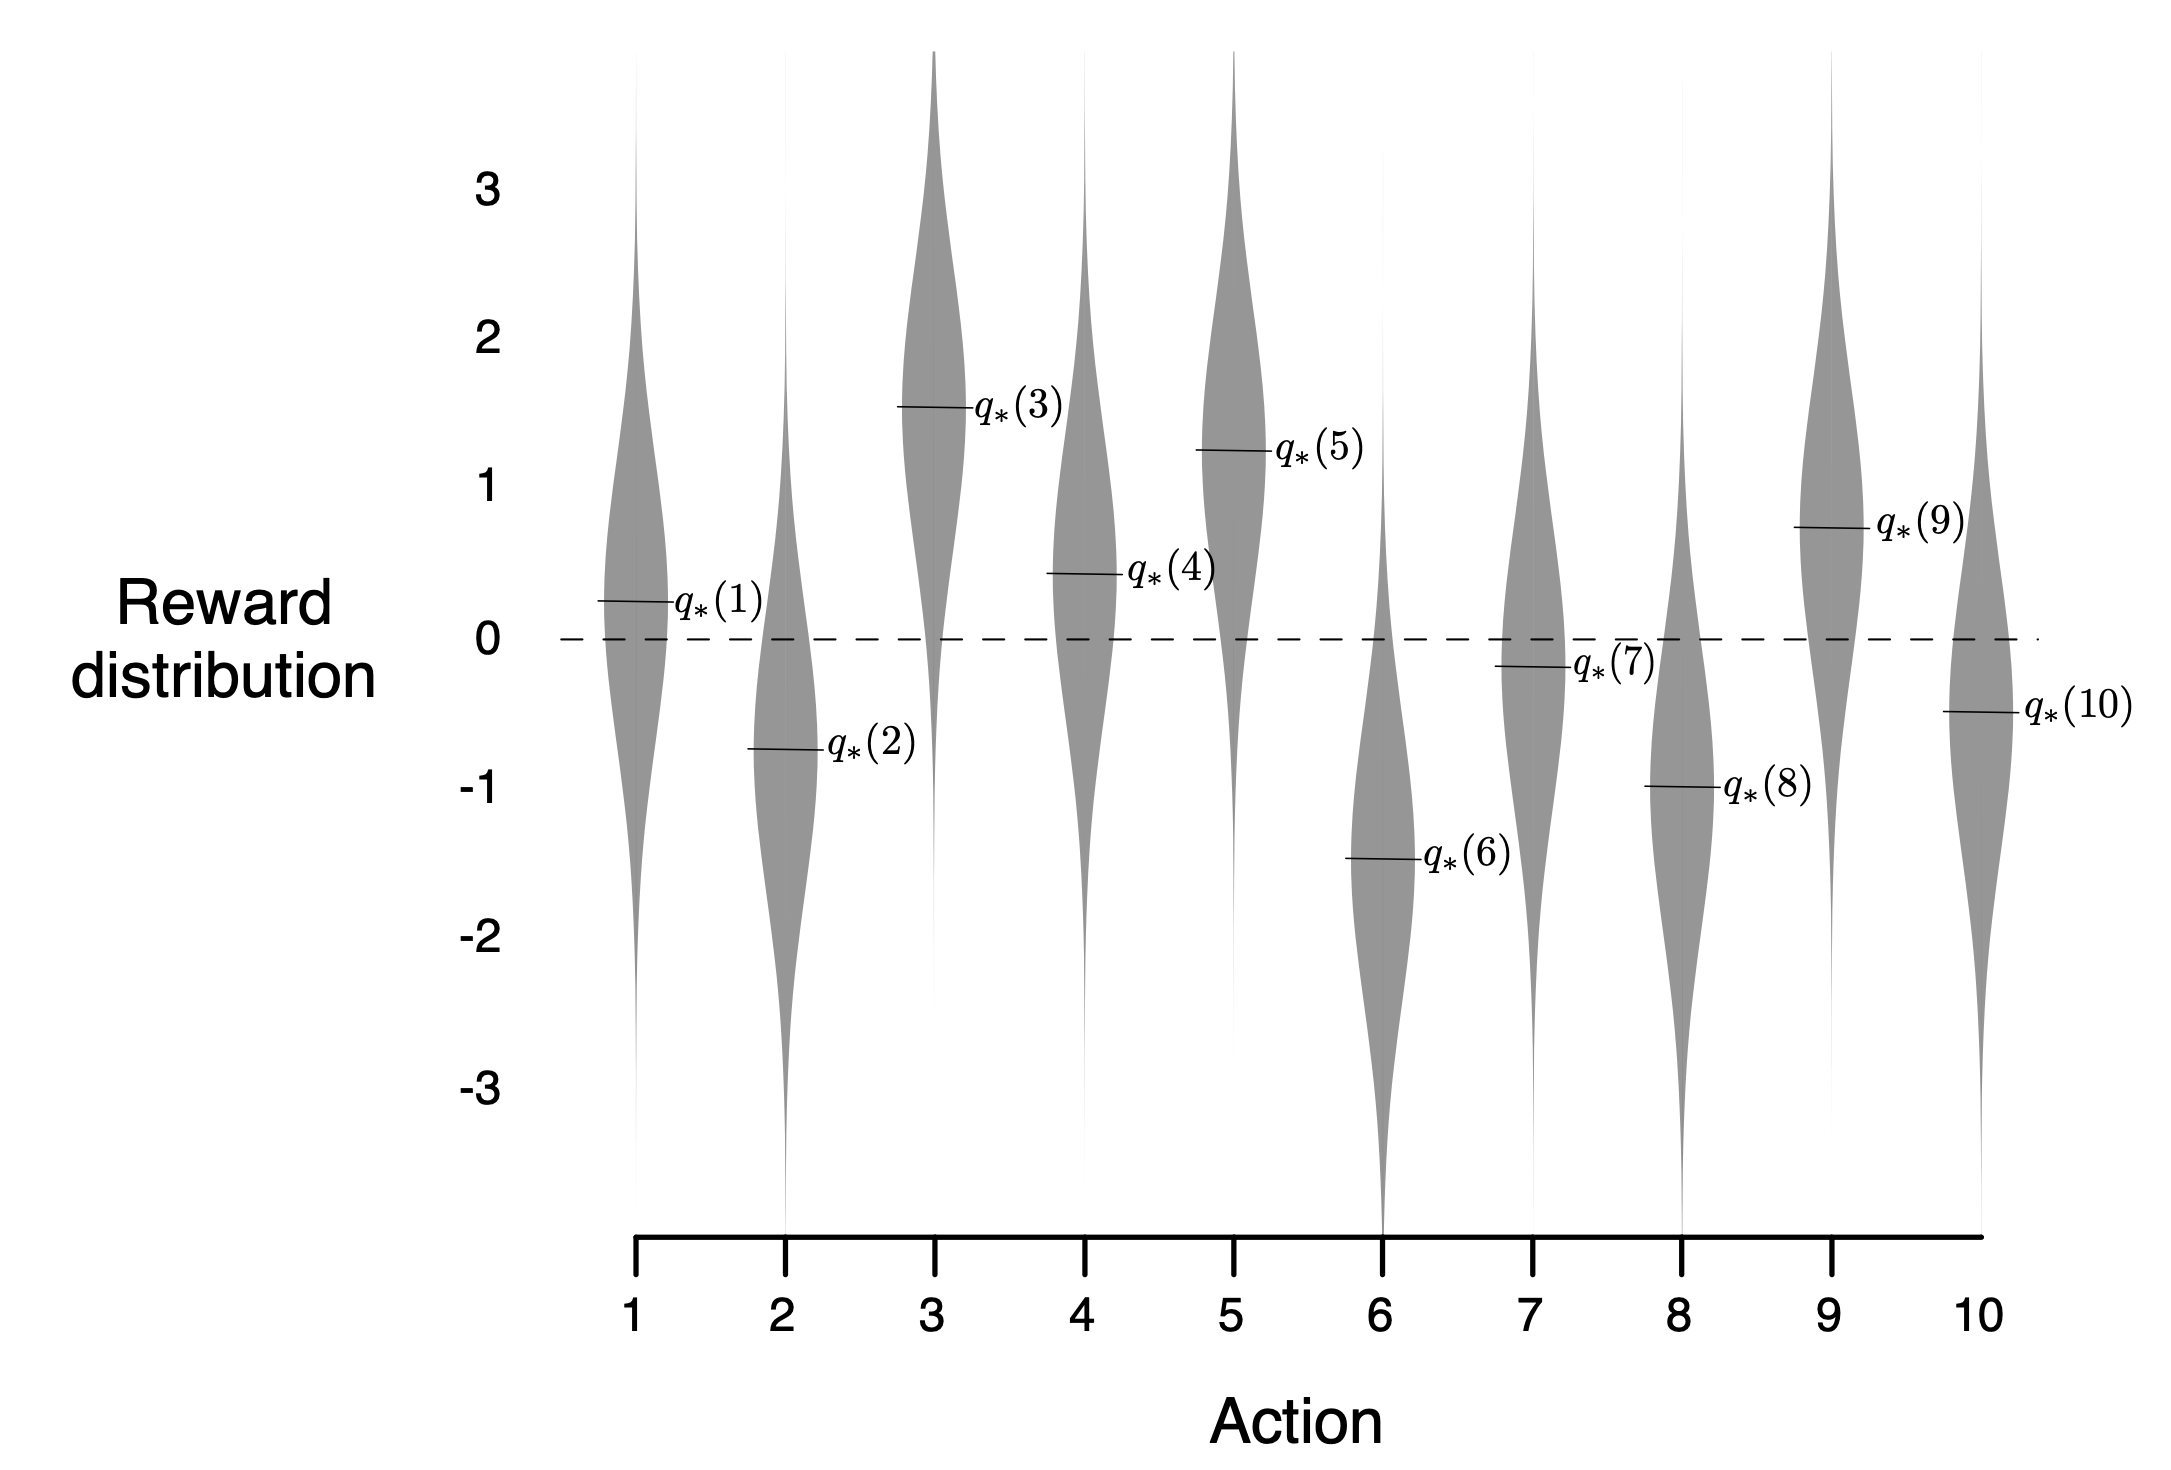 3
2
1
0
-1
-2
-3
Reward
distribution
q∗(1)
q∗(2)
q∗(3)
q∗(4)
q∗(5)
q∗(6)
q∗(7)
q∗(8)
q∗(9)
q∗(10)
1 2 3 4 5 6 7 8 9 10
Action